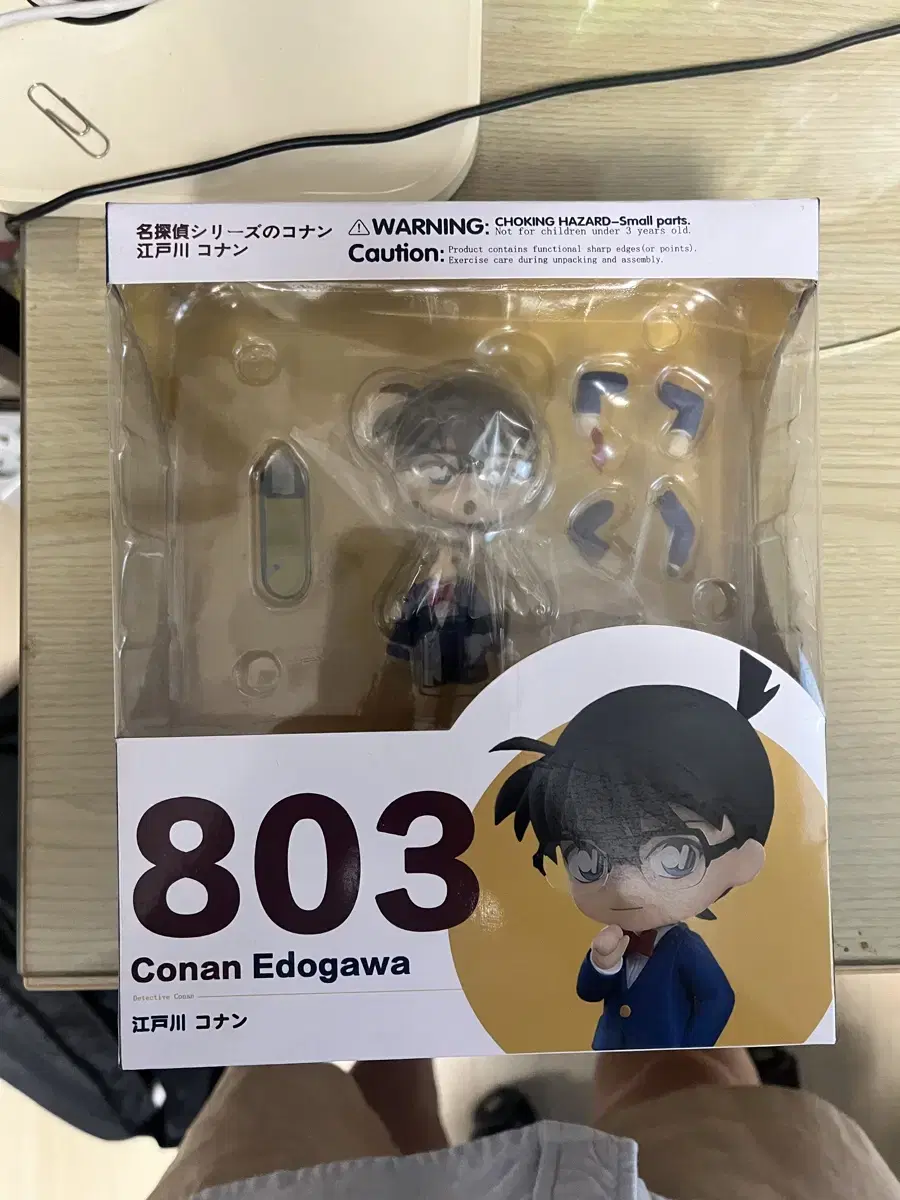 名探偵シリーズのコナン
江戸川 コナン
⚠WARNING: CHOKING HAZARD–Small parts.
Not for children under 3 years old.
Caution: Product contains functional sharp edges(or points).
Exercise care during unpacking and assembly.
803
Conan Edogawa
Detective Conan
江戸川 コナン